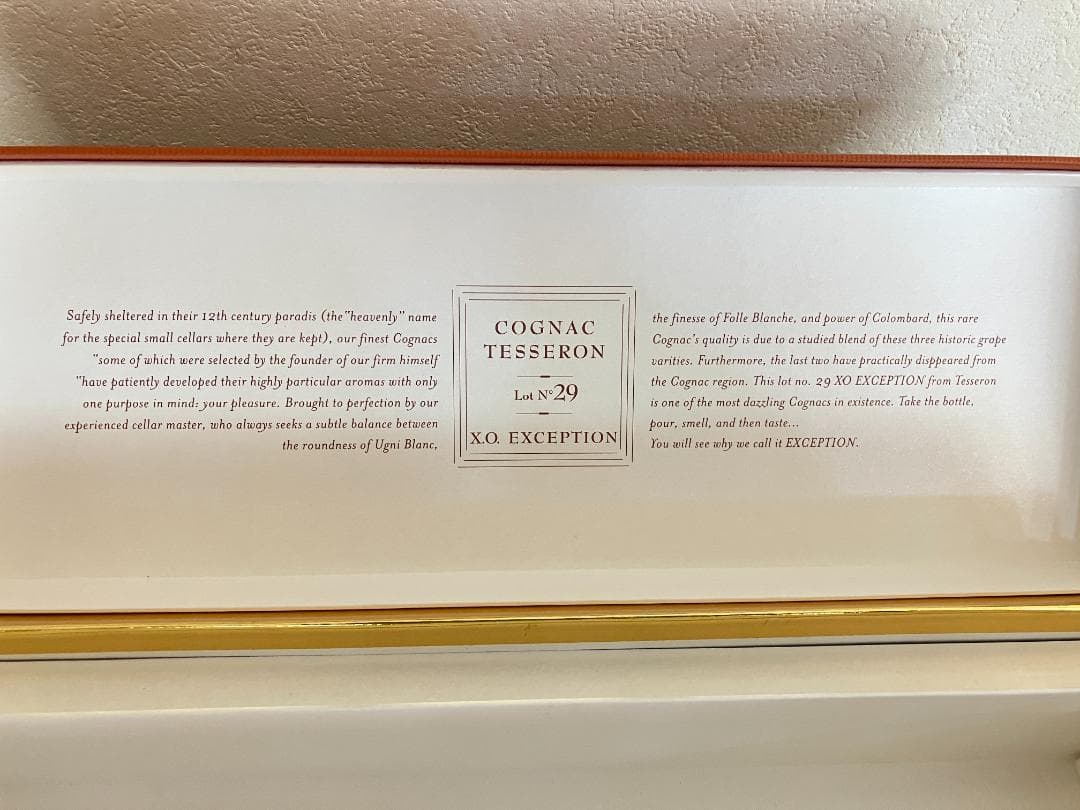 Safely sheltered in their 12th century paradis (the"heavenly" name
for the special small cellars where they are kept), our finest Cognacs
"some of which were selected by the founder of our firm himself
"have patiently developed their highly particular aromas with only
one purpose in mind: your pleasure. Brought to perfection by our
experienced cellar master, who always seeks a subtle balance between
the roundness of Ugni Blanc,
COGNAC
TESSERON
Lot N°29
X.O. EXCEPTION
the finesse of Folle Blanche, and power of Colombard, this rare
Cognac's quality is due to a studied blend of these three historic grape
varities. Furthermore, the last two have practically disppeared from
the Cognac region. This lot no. 29 XO EXCEPTION from Tesseron
is one of the most dazzling Cognacs in existence. Take the bottle,
pour, smell, and then taste...
You will see why we call it EXCEPTION.